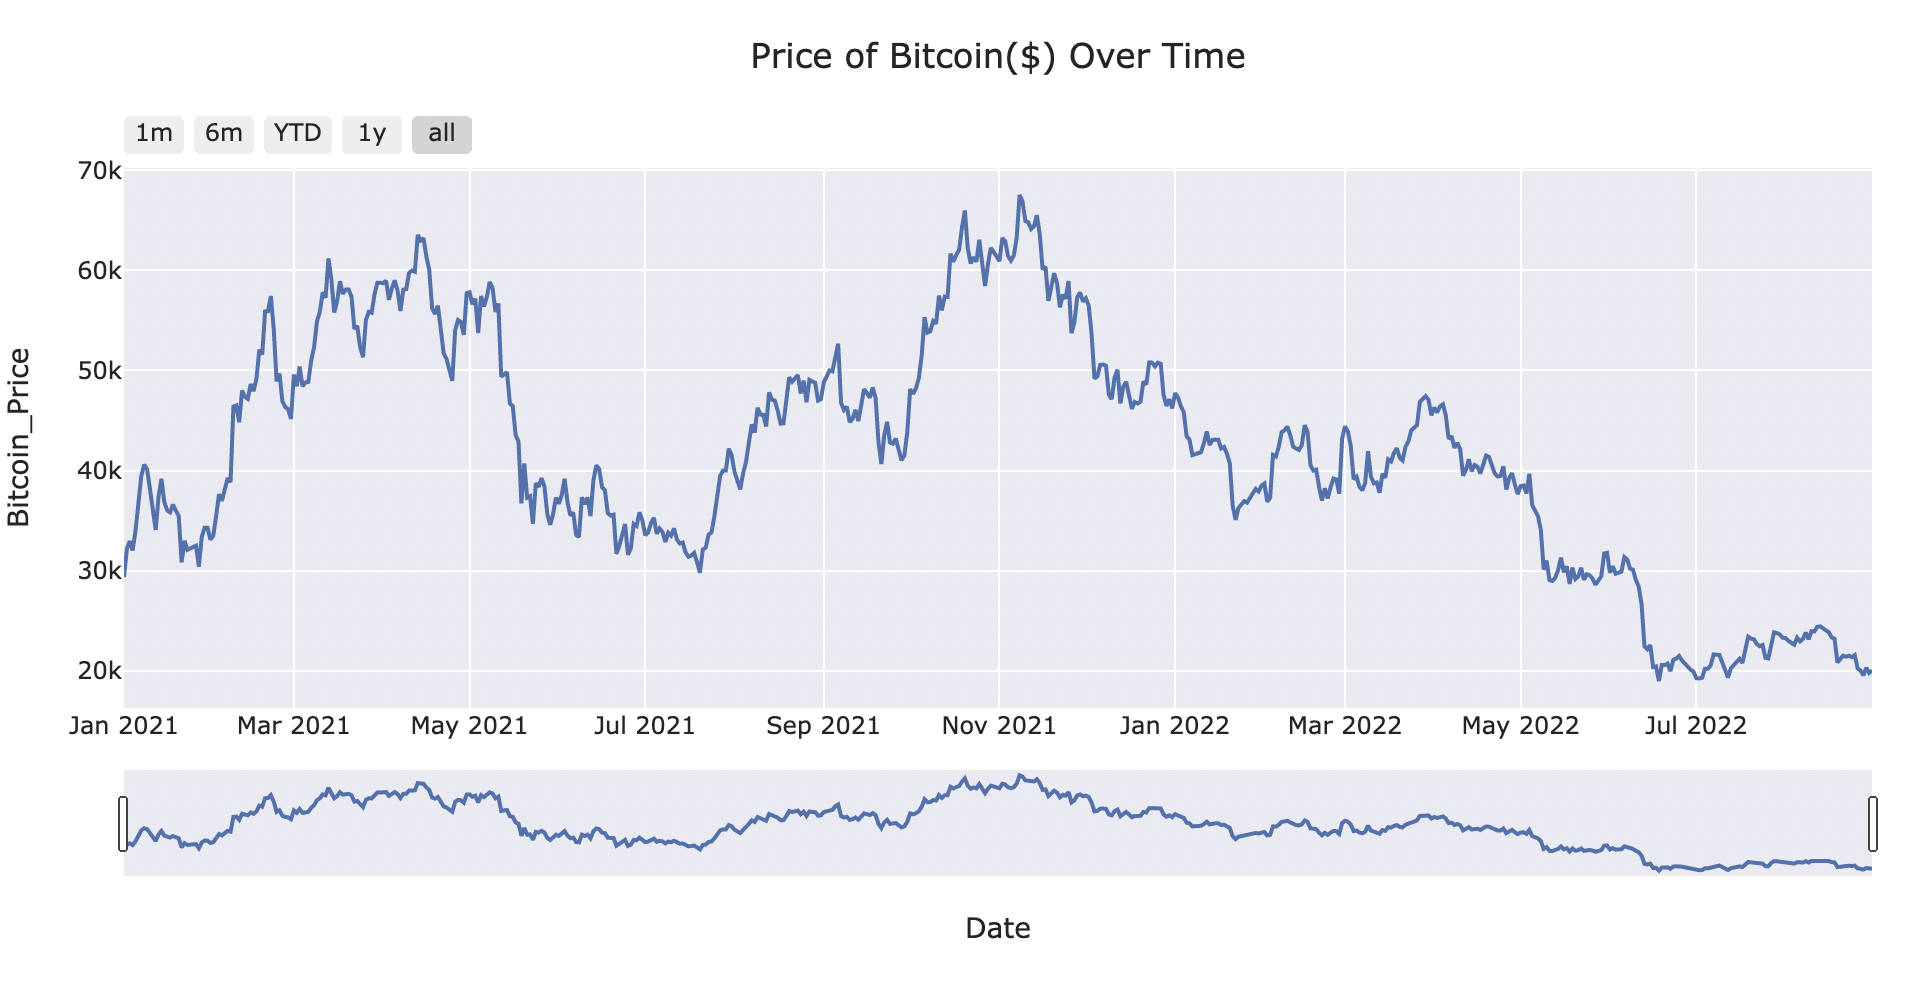 Price of Bitcoin($) Over Time
1m 6m YTD 1y all
70k
60k
50k
40k
30k
20k
Bitcoin_Price
Jan 2021 Mar 2021 May 2021 Jul 2021 Sep 2021 Nov 2021 Jan 2022 Mar 2022 May 2022 Jul 2022
Date